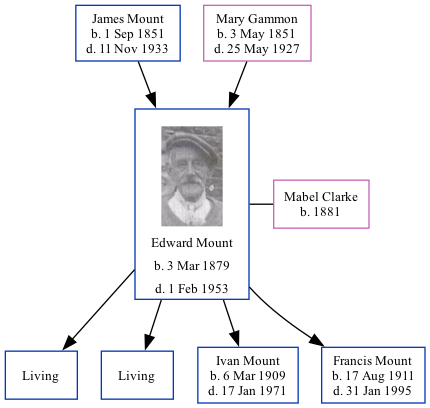 James Mount
b. 1 Sep 1851
d. 11 Nov 1933
Mary Gammon
b. 3 May 1851
d. 25 May 1927
Edward Mount
b. 3 Mar 1879
d. 1 Feb 1953
Mabel Clarke
b. 1881
Living
Living
Ivan Mount
b. 6 Mar 1909
d. 17 Jan 1971
Francis Mount
b. 17 Aug 1911
d. 31 Jan 1995